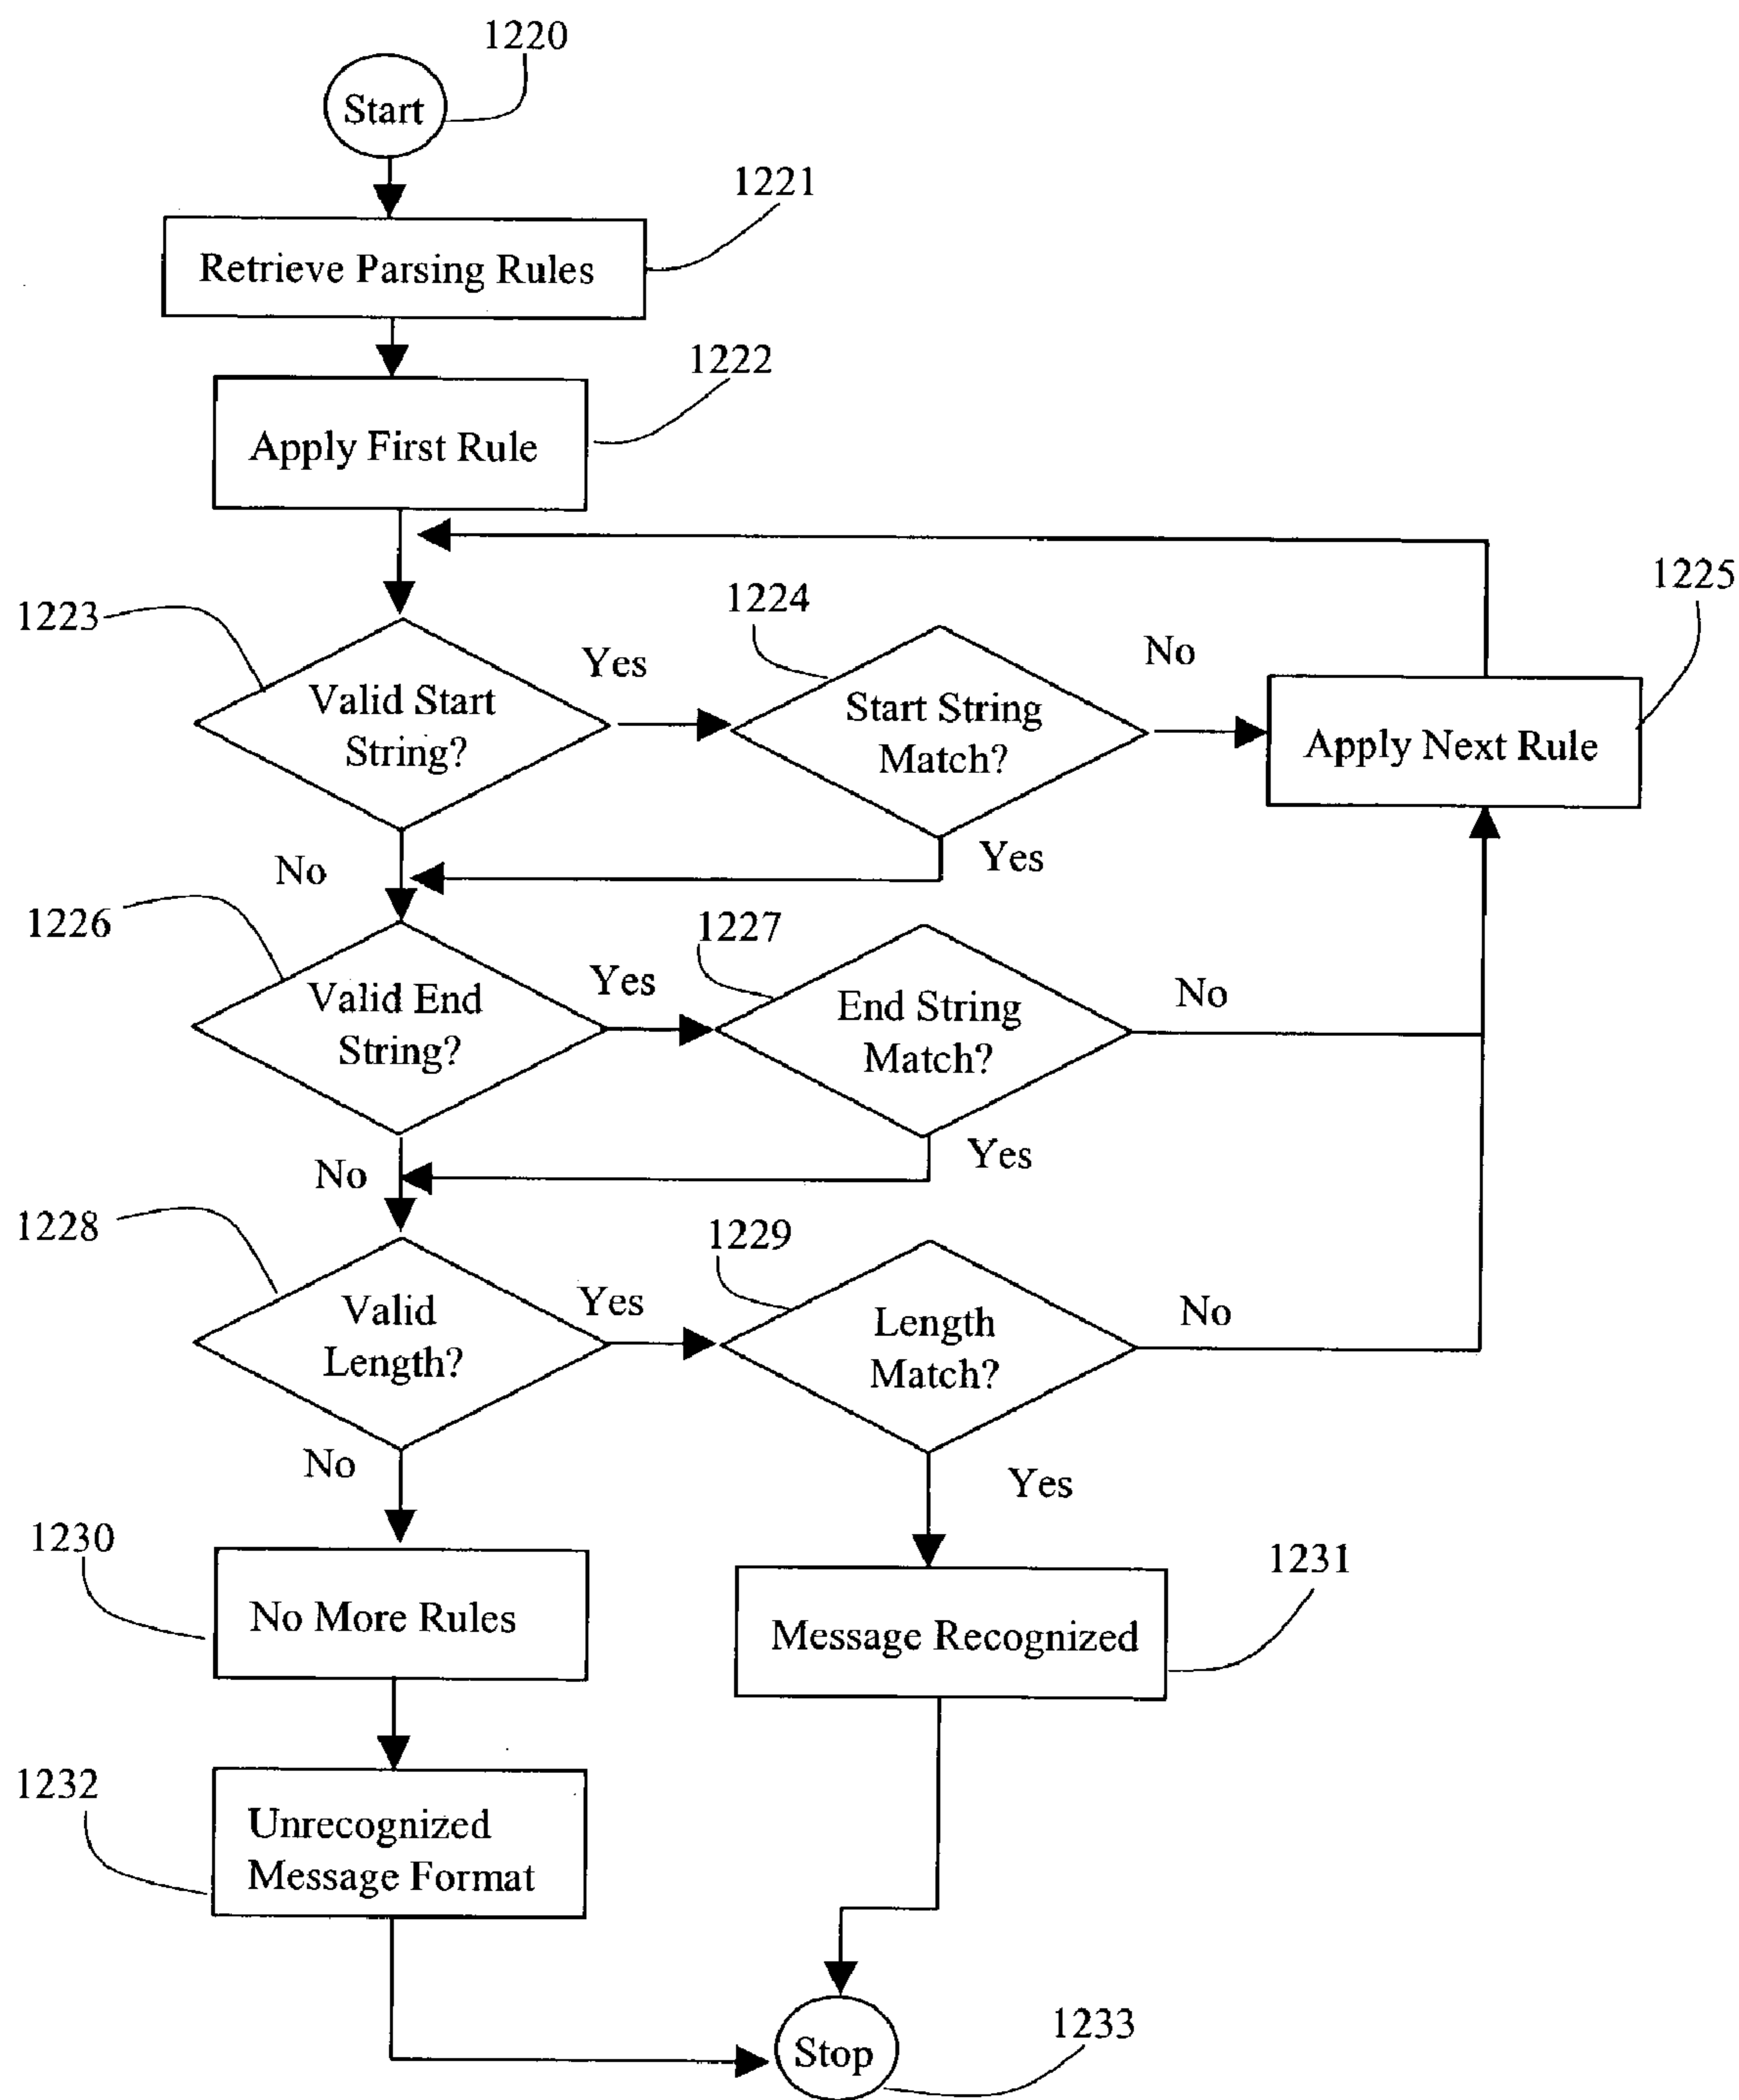 1220
Start
1221
Retrieve Parsing Rules
1222
Apply First Rule
1223
Valid Start
String?
Yes
1224
Start String
Match?
No
1225
Apply Next Rule
No
Yes
1226
Valid End
String?
Yes
1227
End String
Match?
No
No
Yes
1228
Valid
Length?
Yes
1229
Length
Match?
No
No
Yes
1230
No More Rules
1231
Message Recognized
1232
Unrecognized
Message Format
Stop
1233